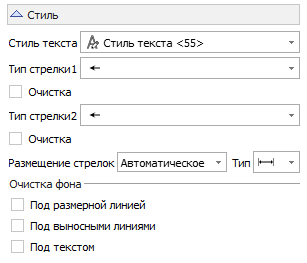 Стиль
Стиль текста Стиль текста <55>
Тип стрелки1
Очистка
Тип стрелки2
Очистка
Размещение стрелок Автоматическое Тип
Очистка фона
Под размерной линией
Под выносными линиями
Под текстом